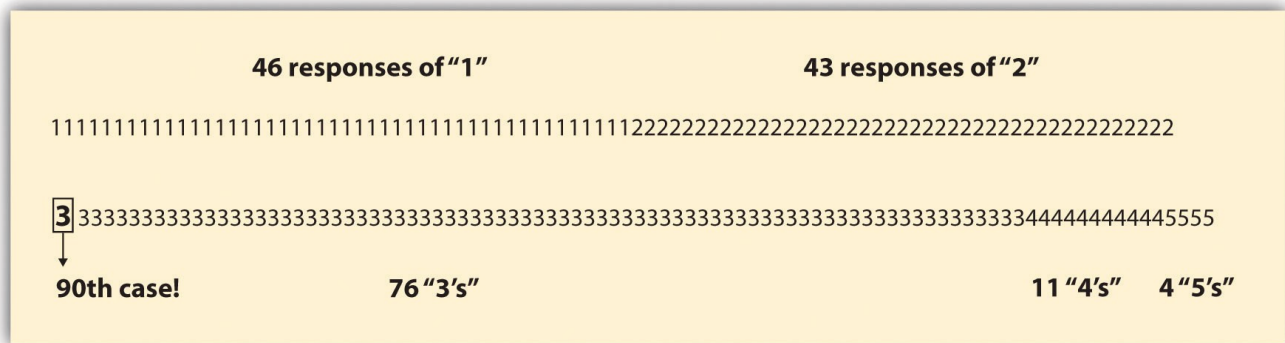 46 responses of “1” 43 responses of “2”
11111111111111111111111111111111111111111111112222222222222222222222222222222222222222222
3 333333333333333333333333333333333333333333333333333333333333333333333333333444444444445555
90th case! 76 “3’s” 11 “4’s” 4 “5’s”